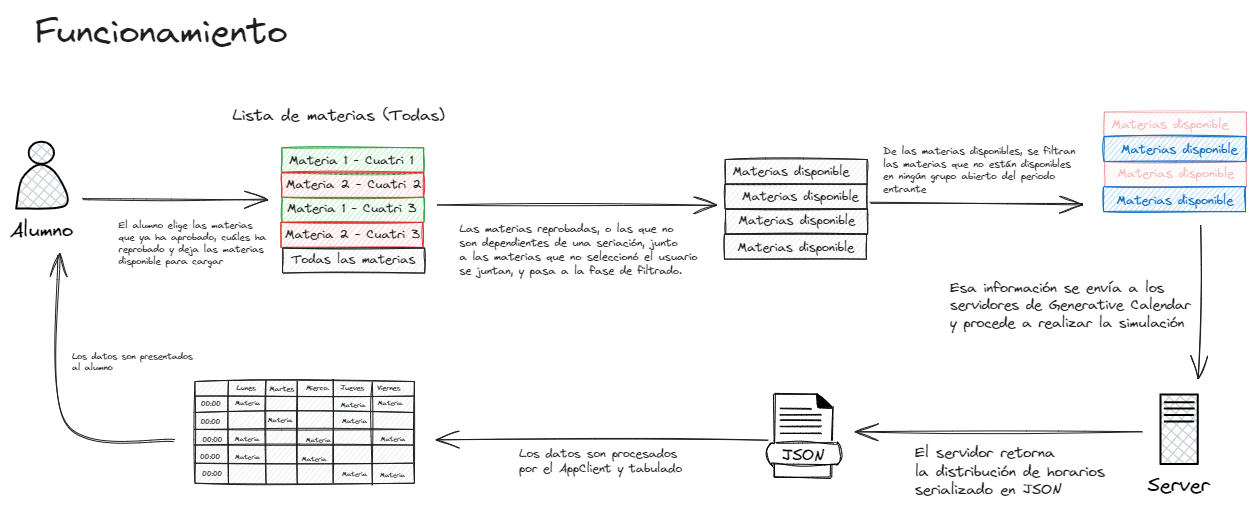 Funcionamiento
Lista de materias (Todas)
Alumno
El alumno elige las materias
que ya ha aprobado, cuáles ha
reprobado y deja las materias
disponible para cargar
Materia 1 - Cuatri 1
Materia 2 - Cuatri 2
Materia 1 - Cuatri 3
Materia 2 - Cuatri 3
Todas las materias
Las materias reprobadas, o las que no
son dependientes de una seriación, junto
a las materias que no seleccionó el usuario
se juntan, y pasa a la fase de filtrado.
Materias disponible
Materias disponible
Materias disponible
Materias disponible
De las materias disponibles, se filtran
las materias que no están disponibles
en ningún grupo abierto del periodo
entrante
Materias disponible
Materias disponible
Materias disponible
Materias disponible
Esa información se envía a los
servidores de Generative Calendar
y procede a realizar la simulación
Server
El servidor retorna
la distribución de horarios
serializado en JSON
JSON
Los datos son procesados
por el AppClient y tabulado
Lunes Martes Mierco. Jueves Viernes
00:00 Materia Materia Materia
00:00 Materia Materia
00:00 Materia Materia Materia
00:00 Materia Materia
00:00 Materia Materia
Los datos son presentados
al alumno